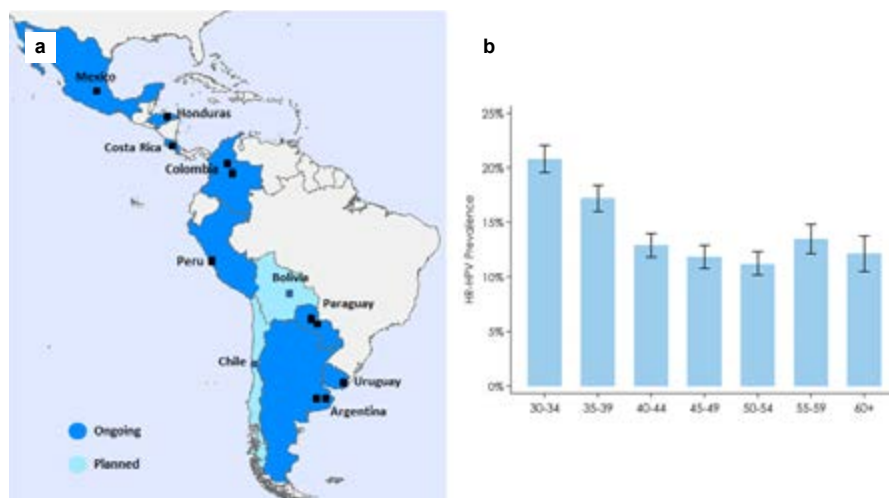 a
Mexico
Honduras
Costa Rica
Colombia
Peru
Bolivia
Paraguay
Chile
Uruguay
Argentina
Ongoing
Planned
b
25%
20%
15%
10%
5%
0%
HR-HPV Prevalence
30-34 35-39 40-44 45-49 50-54 55-59 60+